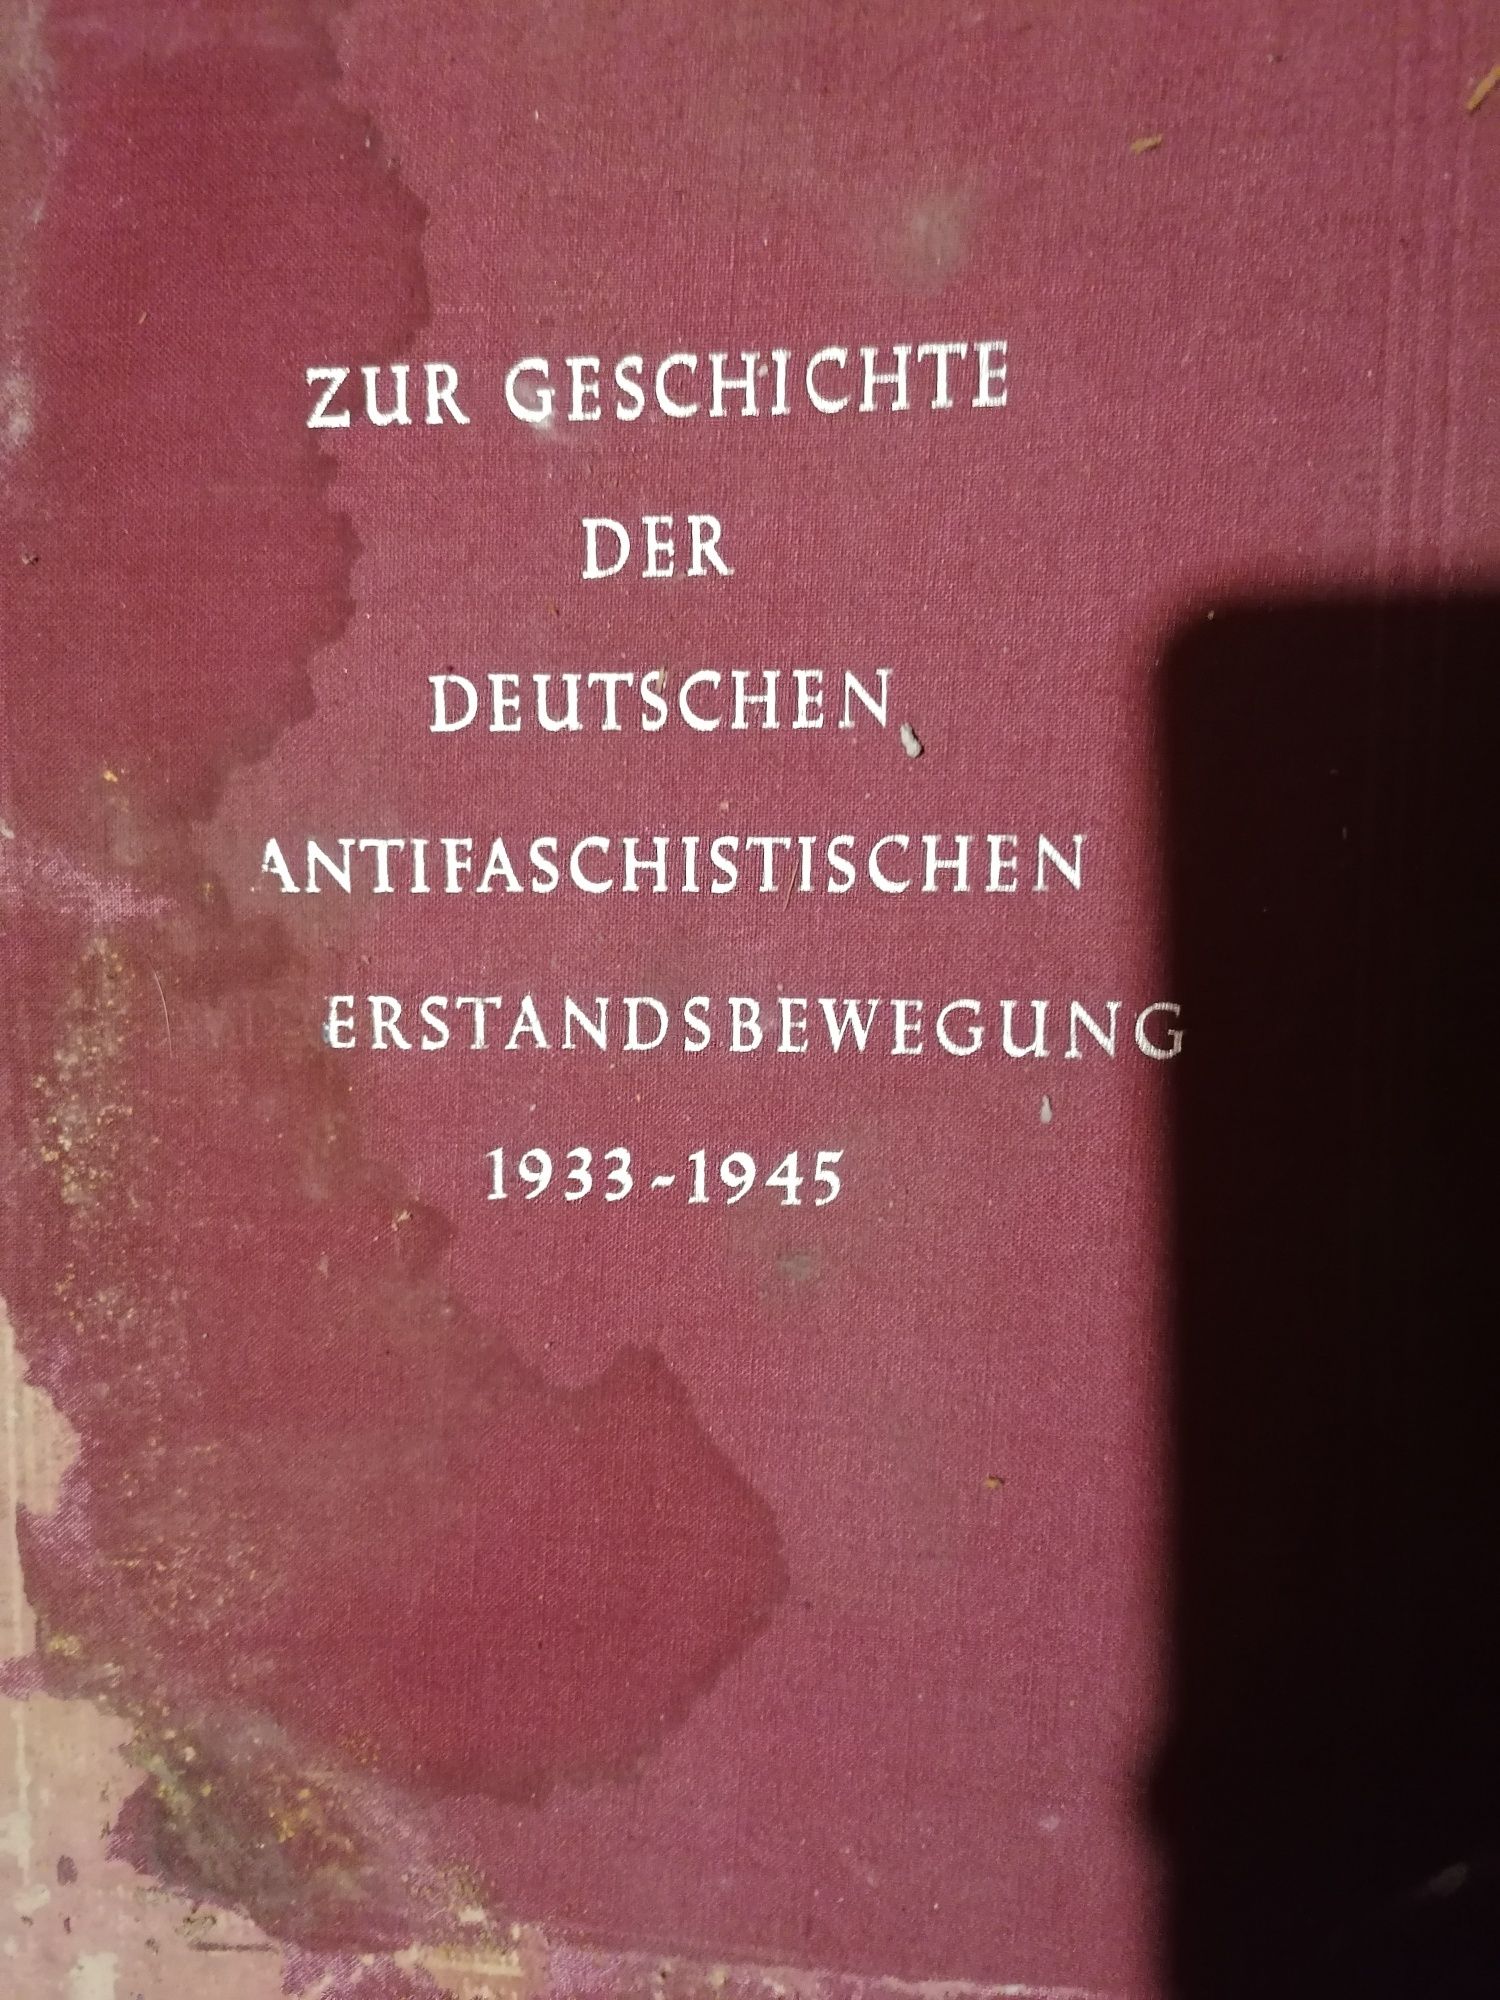 ZUR GESCHICHTE
DER
DEUTSCHEN
ANTIFASCHISTISCHEN
ERSTANDSBEWEGUNG
1933-1945